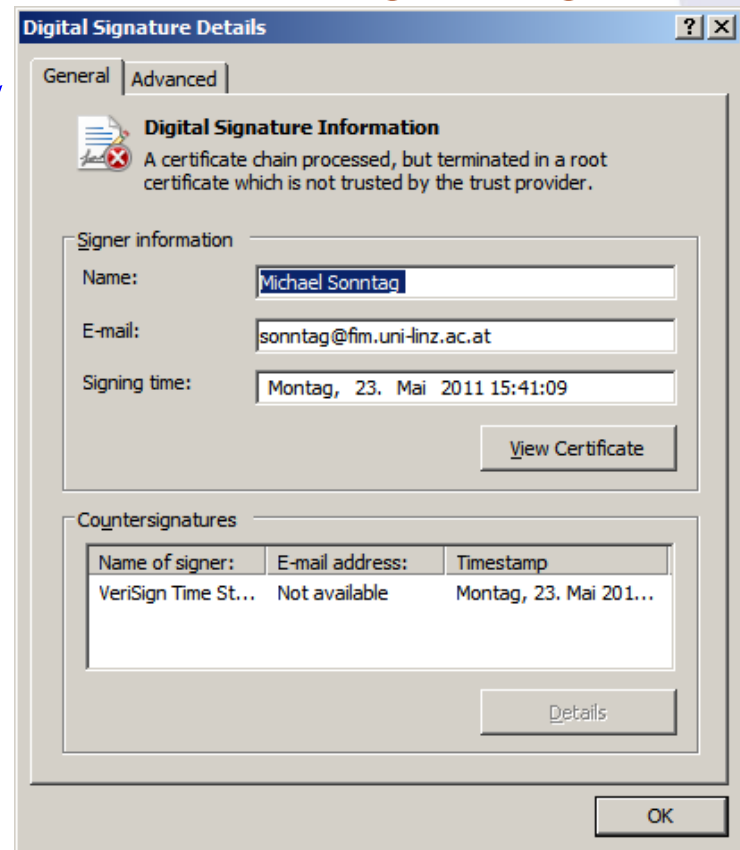 Digital Signature Details
General Advanced
Digital Signature Information
A certificate chain processed, but terminated in a root
certificate which is not trusted by the trust provider.
Signer information
Name: Michael Sonntag
E-mail: sonntag@fim.uni-linz.ac.at
Signing time: Montag, 23. Mai 2011 15:41:09
View Certificate
Countersignatures
Name of signer: E-mail address: Timestamp
VeriSign Time St... Not available Montag, 23. Mai 201...
Details
OK